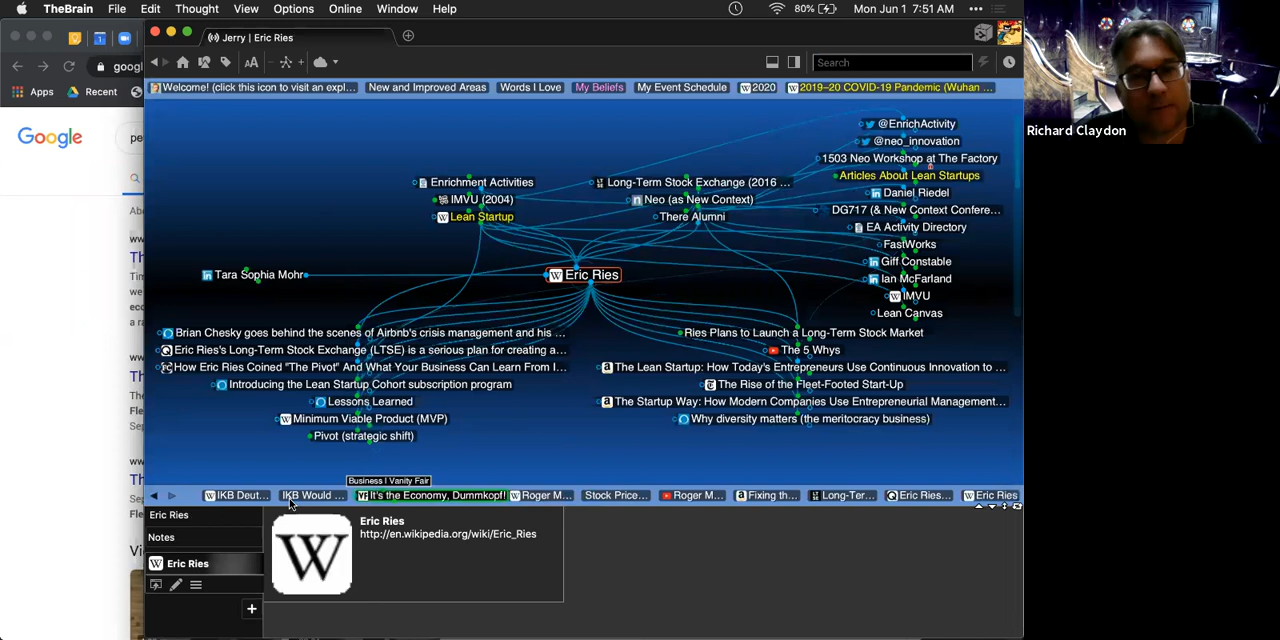 TheBrain File Edit Thought View Options Online Window Help 80% Mon Jun 1 7:51 AM
Jerry | Eric Ries
googl
Search
Apps Recent
Welcome! (click this icon to visit an expl... New and Improved Areas Words I Love My Beliefs My Event Schedule 2020 2019–20 COVID-19 Pandemic (Wuhan ...
Google
pe
@EnrichActivity
@neo_innovation
Richard Claydon
1503 Neo Workshop at The Factory
Articles About Lean Startups
Enrichment Activities
Long-Term Stock Exchange (2016 ...
IMVU (2004)
Neo (as New Context)
Daniel Riedel
Lean Startup
There Alumni
DG717 (& New Context Confere...
EA Activity Directory
FastWorks
Giff Constable
Tara Sophia Mohr
Eric Ries
Ian McFarland
IMVU
Lean Canvas
Brian Chesky goes behind the scenes of Airbnb's crisis management and his ...
Ries Plans to Launch a Long-Term Stock Market
Eric Ries's Long-Term Stock Exchange (LTSE) is a serious plan for creating a...
The 5 Whys
How Eric Ries Coined "The Pivot" And What Your Business Can Learn From I...
The Lean Startup: How Today's Entrepreneurs Use Continuous Innovation to ...
Introducing the Lean Startup Cohort subscription program
The Rise of the Fleet-Footed Start-Up
Lessons Learned
The Startup Way: How Modern Companies Use Entrepreneurial Management...
Minimum Viable Product (MVP)
Why diversity matters (the meritocracy business)
Pivot (strategic shift)
Business | Vanity Fair
IKB Deut... IKB Would ... It's the Economy, Dummkopf! Roger M... Stock Price... Roger M... Fixing th... Long-Ter... Eric Ries... Eric Ries
Eric Ries
Notes
Eric Ries
Eric Ries
http://en.wikipedia.org/wiki/Eric_Ries